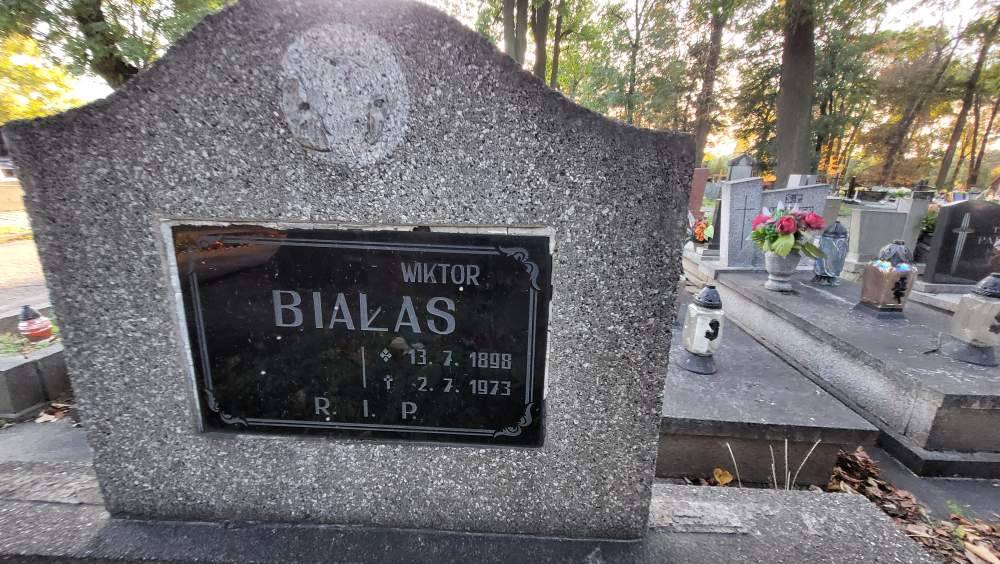 WIKTOR
BIAŁAS
❖ 13. 7. 1898
✝ 2. 7. 1973
R. I. P.